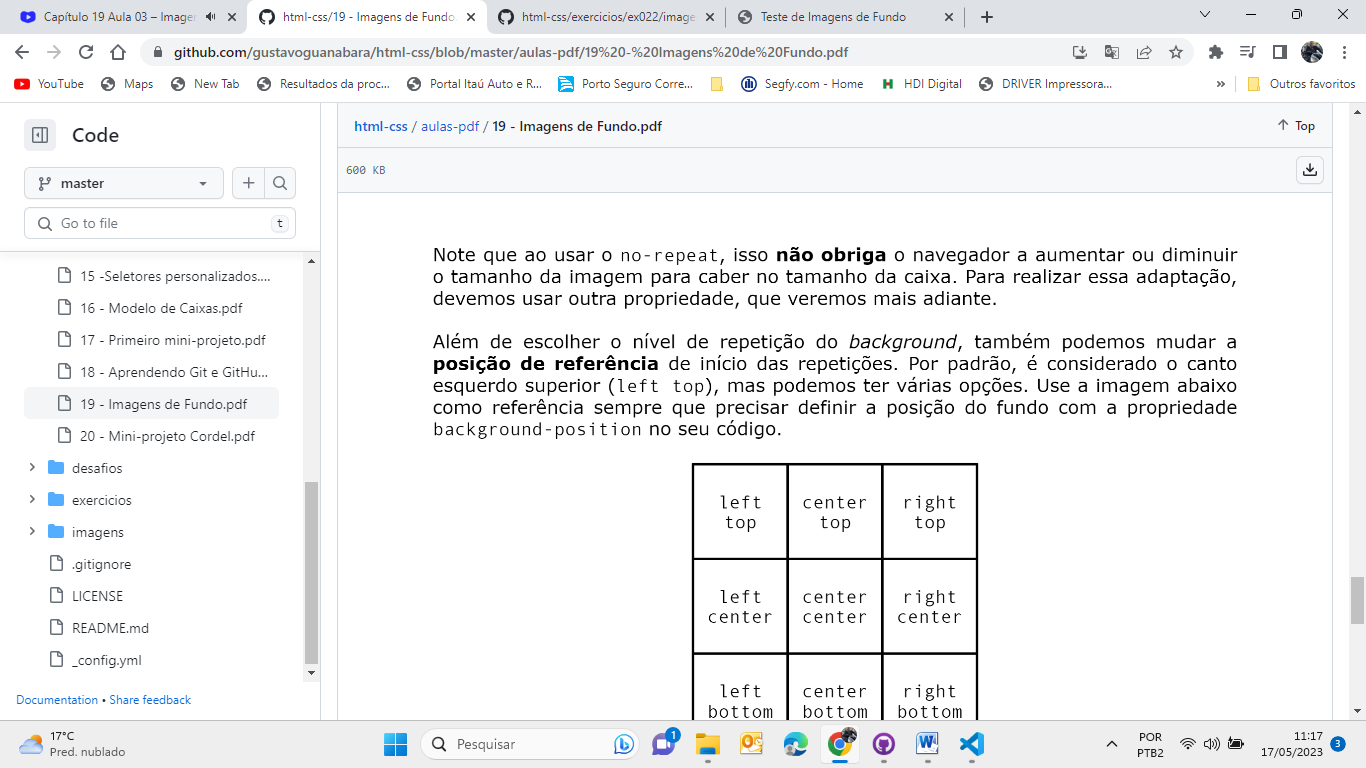 Capítulo 19 Aula 03 – Imagen
html-css/19 - Imagens de Fundo.
html-css/exercicios/ex022/image
Teste de Imagens de Fundo
github.com/gustavoguanabara/html-css/blob/master/aulas-pdf/19%20-%20Imagens%20de%20Fundo.pdf
YouTube
Maps
New Tab
Resultados da proc...
Portal Itaú Auto e R...
Porto Seguro Corre...
Segfy.com - Home
HDI Digital
DRIVER Impressora...
»
Outros favoritos
Code
master
Go to file
t
15 -Seletores personalizados....
16 - Modelo de Caixas.pdf
17 - Primeiro mini-projeto.pdf
18 - Aprendendo Git e GitHu...
19 - Imagens de Fundo.pdf
20 - Mini-projeto Cordel.pdf
desafios
exercicios
imagens
.gitignore
LICENSE
README.md
_config.yml
Documentation • Share feedback
html-css / aulas-pdf / 19 - Imagens de Fundo.pdf
Top
600 KB
Note que ao usar o no-repeat, isso não obriga o navegador a aumentar ou diminuir
o tamanho da imagem para caber no tamanho da caixa. Para realizar essa adaptação,
devemos usar outra propriedade, que veremos mais adiante.
Além de escolher o nível de repetição do background, também podemos mudar a
posição de referência de início das repetições. Por padrão, é considerado o canto
esquerdo superior (left top), mas podemos ter várias opções. Use a imagem abaixo
como referência sempre que precisar definir a posição do fundo com a propriedade
background-position no seu código.
left center right
top top top
left center right
center center center
left center right
bottom bottom bottom
17°C
Pred. nublado
Pesquisar
1
POR
PTB2
11:17
17/05/2023
3